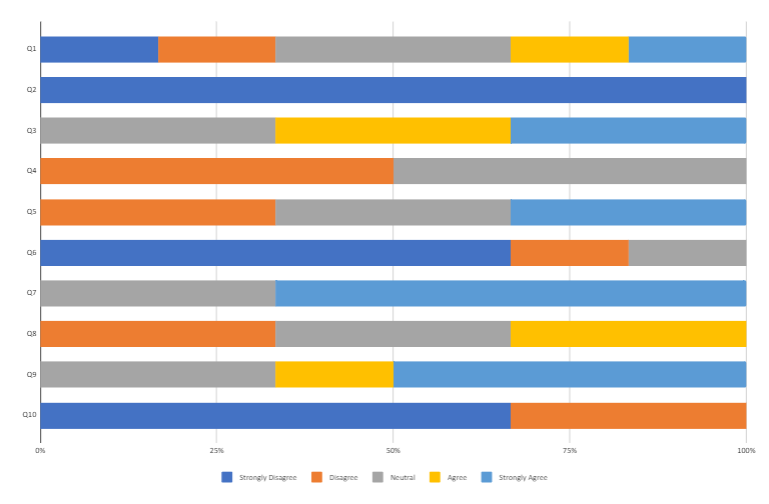 Q1
Q2
Q3
Q4
Q5
Q6
Q7
Q8
Q9
Q10
0% 25% 50% 75% 100%
Strongly Disagree Disagree Neutral Agree Strongly Agree